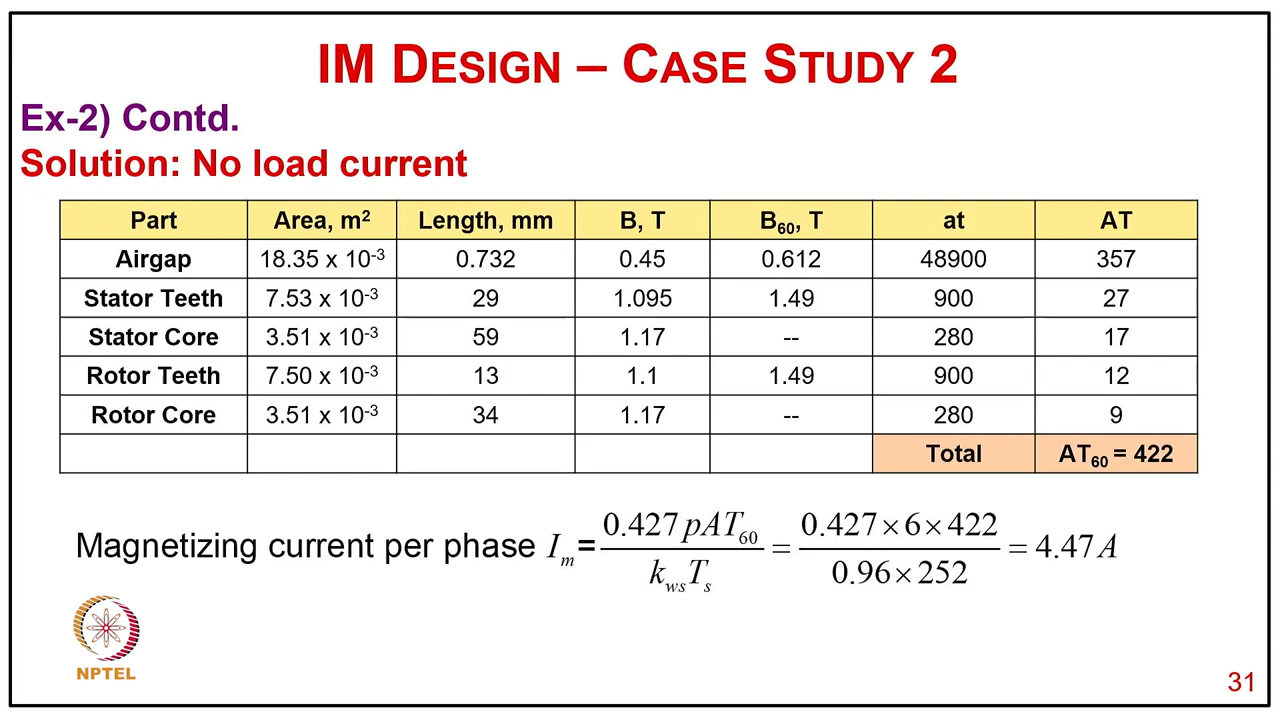 IM DESIGN – CASE STUDY 2
Ex-2) Contd.
Solution: No load current
Part Area, m² Length, mm B, T B₆₀, T at AT
Airgap 18.35 x 10⁻³ 0.732 0.45 0.612 48900 357
Stator Teeth 7.53 x 10⁻³ 29 1.095 1.49 900 27
Stator Core 3.51 x 10⁻³ 59 1.17 -- 280 17
Rotor Teeth 7.50 x 10⁻³ 13 1.1 1.49 900 12
Rotor Core 3.51 x 10⁻³ 34 1.17 -- 280 9
Total AT₆₀ = 422
Magnetizing current per phase I_m = 0.427 pAT₆₀ / k_ws T_s = 0.427×6×422 / 0.96×252 = 4.47 A
NPTEL
31